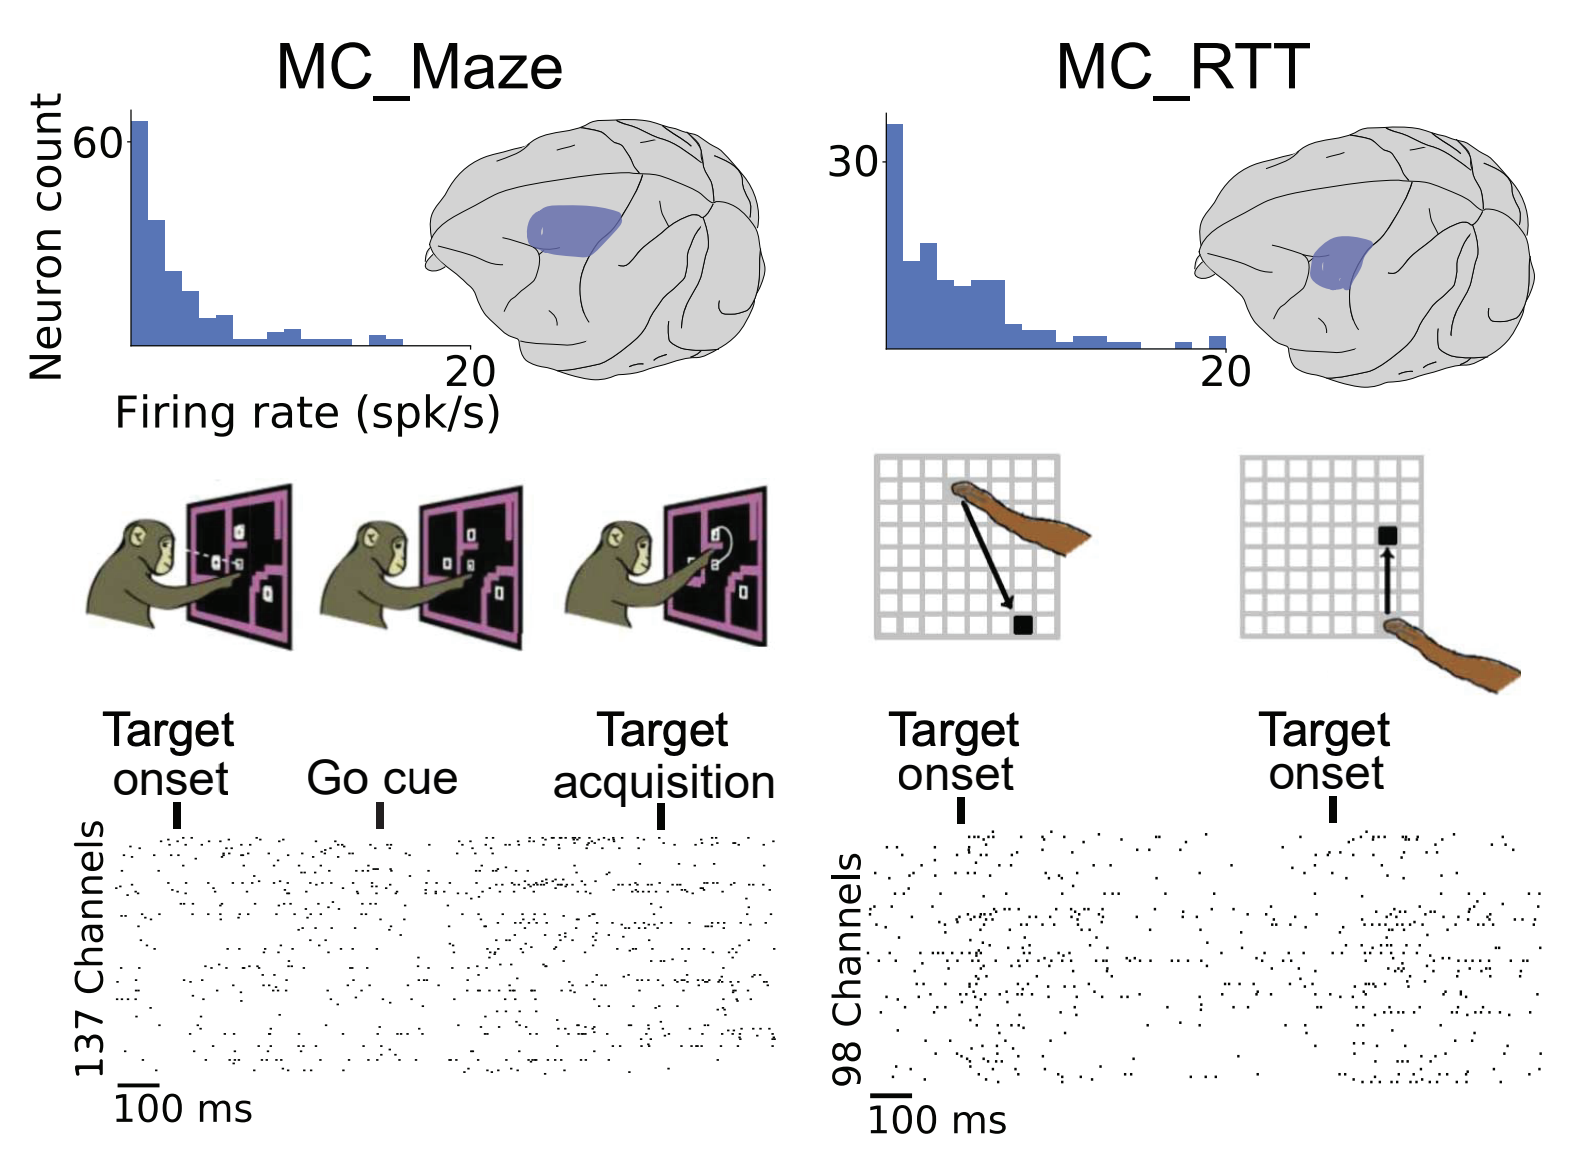 MC_Maze
MC_RTT
Neuron count
60
20
Firing rate (spk/s)
30
20
Target
onset
Go cue
Target
acquisition
Target
onset
Target
onset
137 Channels
100 ms
98 Channels
100 ms